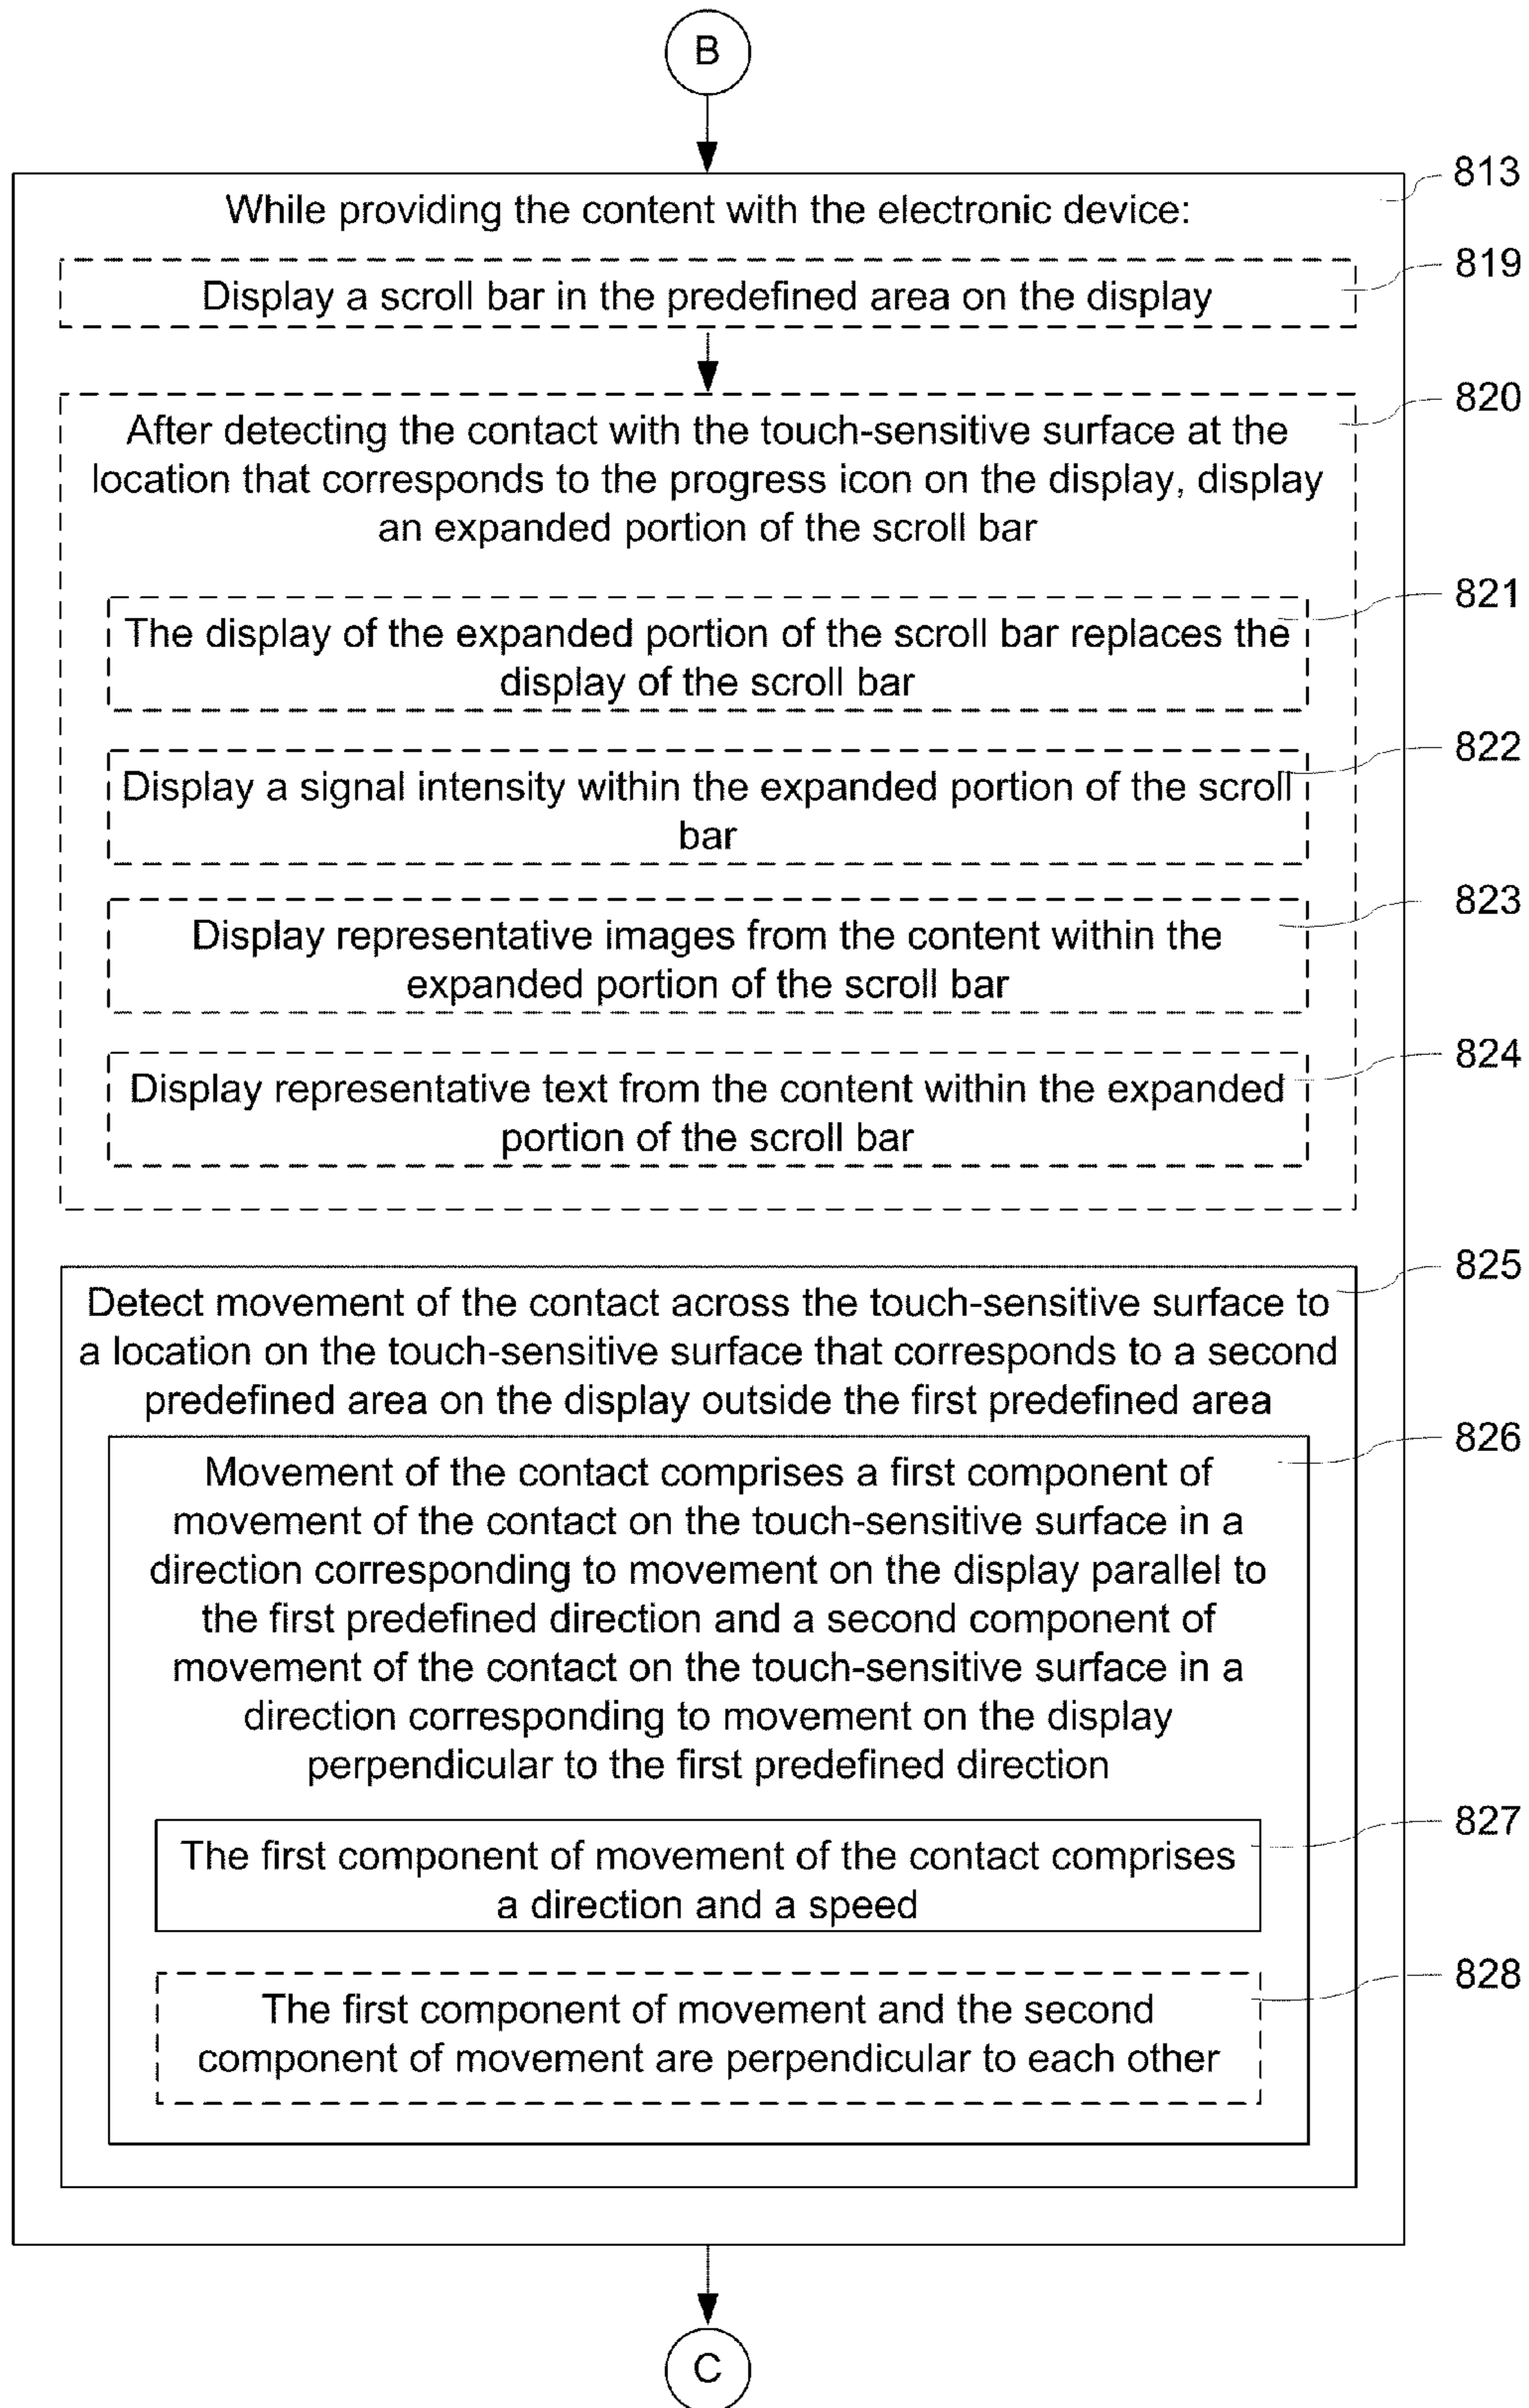 B
813
While providing the content with the electronic device:
819
Display a scroll bar in the predefined area on the display
820
After detecting the contact with the touch-sensitive surface at the
location that corresponds to the progress icon on the display, display
an expanded portion of the scroll bar
821
The display of the expanded portion of the scroll bar replaces the
display of the scroll bar
822
Display a signal intensity within the expanded portion of the scroll
bar
823
Display representative images from the content within the
expanded portion of the scroll bar
824
Display representative text from the content within the expanded
portion of the scroll bar
825
Detect movement of the contact across the touch-sensitive surface to
a location on the touch-sensitive surface that corresponds to a second
predefined area on the display outside the first predefined area
826
Movement of the contact comprises a first component of
movement of the contact on the touch-sensitive surface in a
direction corresponding to movement on the display parallel to
the first predefined direction and a second component of
movement of the contact on the touch-sensitive surface in a
direction corresponding to movement on the display
perpendicular to the first predefined direction
827
The first component of movement of the contact comprises
a direction and a speed
828
The first component of movement and the second
component of movement are perpendicular to each other
C